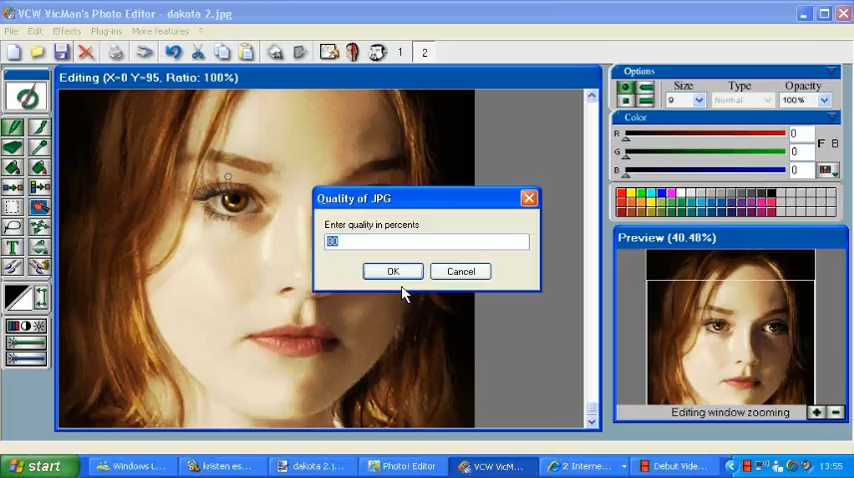 VCW VicMan's Photo Editor - dakota 2.jpg
File Edit Effects Plug-ins More features ?
1 2
Editing (X-0 Y-95, Ratio: 100%)
Options
Size Type Opacity
9 Normal 100%
Color
R 0
G 0
B 0
F B
Quality of JPG
Enter quality in percents
80
OK Cancel
T
Preview (40.48%)
Editing window zooming
start Windows L... kristen es... dakota 2.j... Photo! Editor VCW VicM... 2 Interne... Debut Vide... 13:55